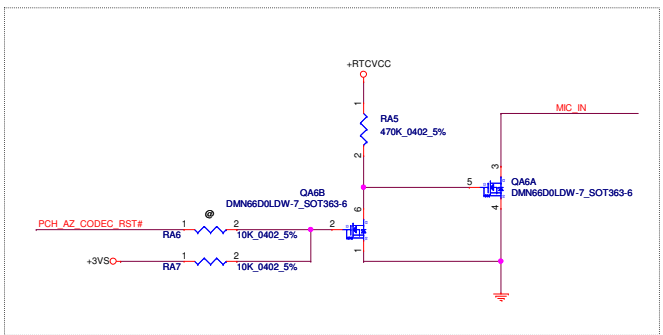 +RTCVCC
1
RA5
470K_0402_5%
2
MIC_IN
3
QA6A
DMN66D0LDW-7_SOT363-6
5
4
QA6B
DMN66D0LDW-7_SOT363-6
6
@
PCH_AZ_CODEC_RST#
1
2
2
RA6
10K_0402_5%
1
+3VS
1
2
RA7
10K_0402_5%